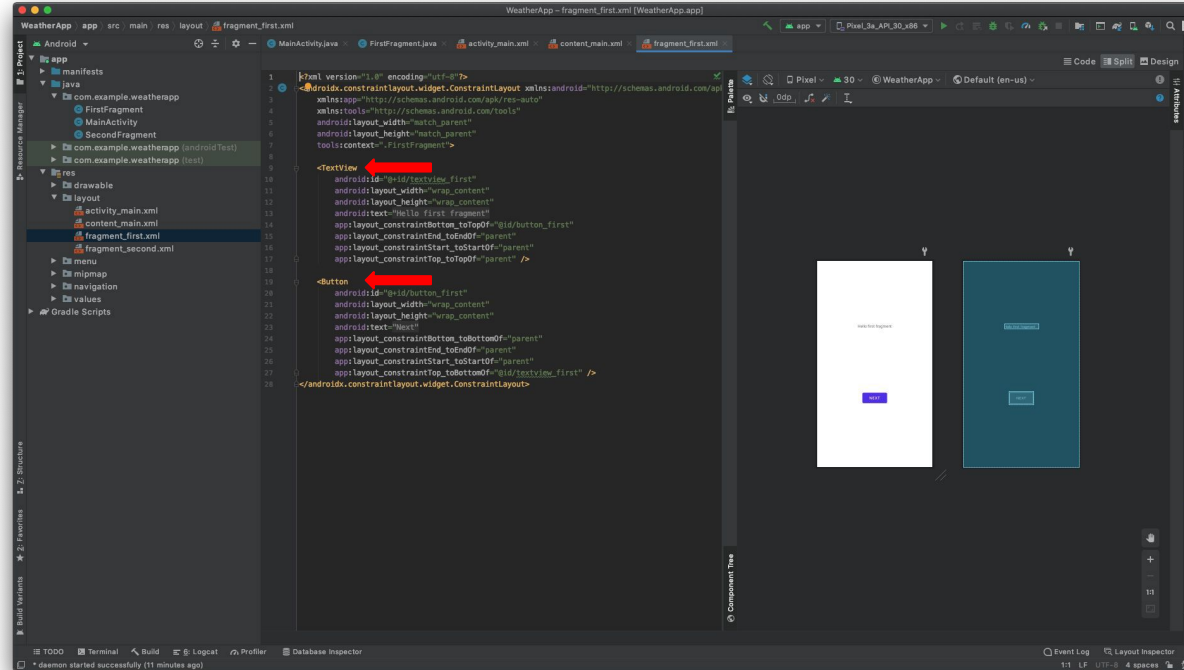 WeatherApp – fragment_first.xml [WeatherApp.app]
WeatherApp app src main res layout fragment_first.xml
app Pixel_3a_API_30_x86
Android
MainActivity.java FirstFragment.java activity_main.xml content_main.xml fragment_first.xml
Code Split Design
1: Project
Resource Manager
Z: Structure
2: Favorites
Build Variants
app
manifests
java
com.example.weatherapp
FirstFragment
MainActivity
SecondFragment
com.example.weatherapp (androidTest)
com.example.weatherapp (test)
res
drawable
layout
activity_main.xml
content_main.xml
fragment_first.xml
fragment_second.xml
menu
mipmap
navigation
values
Gradle Scripts
1 <?xml version="1.0" encoding="utf-8"?>
2 <androidx.constraintlayout.widget.ConstraintLayout xmlns:android="http://schemas.android.com/ap
3 xmlns:app="http://schemas.android.com/apk/res-auto"
4 xmlns:tools="http://schemas.android.com/tools"
5 android:layout_width="match_parent"
6 android:layout_height="match_parent"
7 tools:context=".FirstFragment">
8
9 <TextView
10 android:id="@+id/textview_first"
11 android:layout_width="wrap_content"
12 android:layout_height="wrap_content"
13 android:text="Hello first fragment"
14 app:layout_constraintBottom_toTopOf="@id/button_first"
15 app:layout_constraintEnd_toEndOf="parent"
16 app:layout_constraintStart_toStartOf="parent"
17 app:layout_constraintTop_toTopOf="parent" />
18
19 <Button
20 android:id="@+id/button_first"
21 android:layout_width="wrap_content"
22 android:layout_height="wrap_content"
23 android:text="Next"
24 app:layout_constraintBottom_toBottomOf="parent"
25 app:layout_constraintEnd_toEndOf="parent"
26 app:layout_constraintStart_toStartOf="parent"
27 app:layout_constraintTop_toBottomOf="@id/textview_first" />
28 </androidx.constraintlayout.widget.ConstraintLayout>
Palette
Component Tree
Pixel 30 WeatherApp Default (en-us)
0dp
Attributes
Hello first fragment
NEXT
Hello first fragment
NEXT
1:1
TODO Terminal Build 6: Logcat Profiler Database Inspector Event Log Layout Inspector
* daemon started successfully (11 minutes ago) 1:1 LF UTF-8 4 spaces